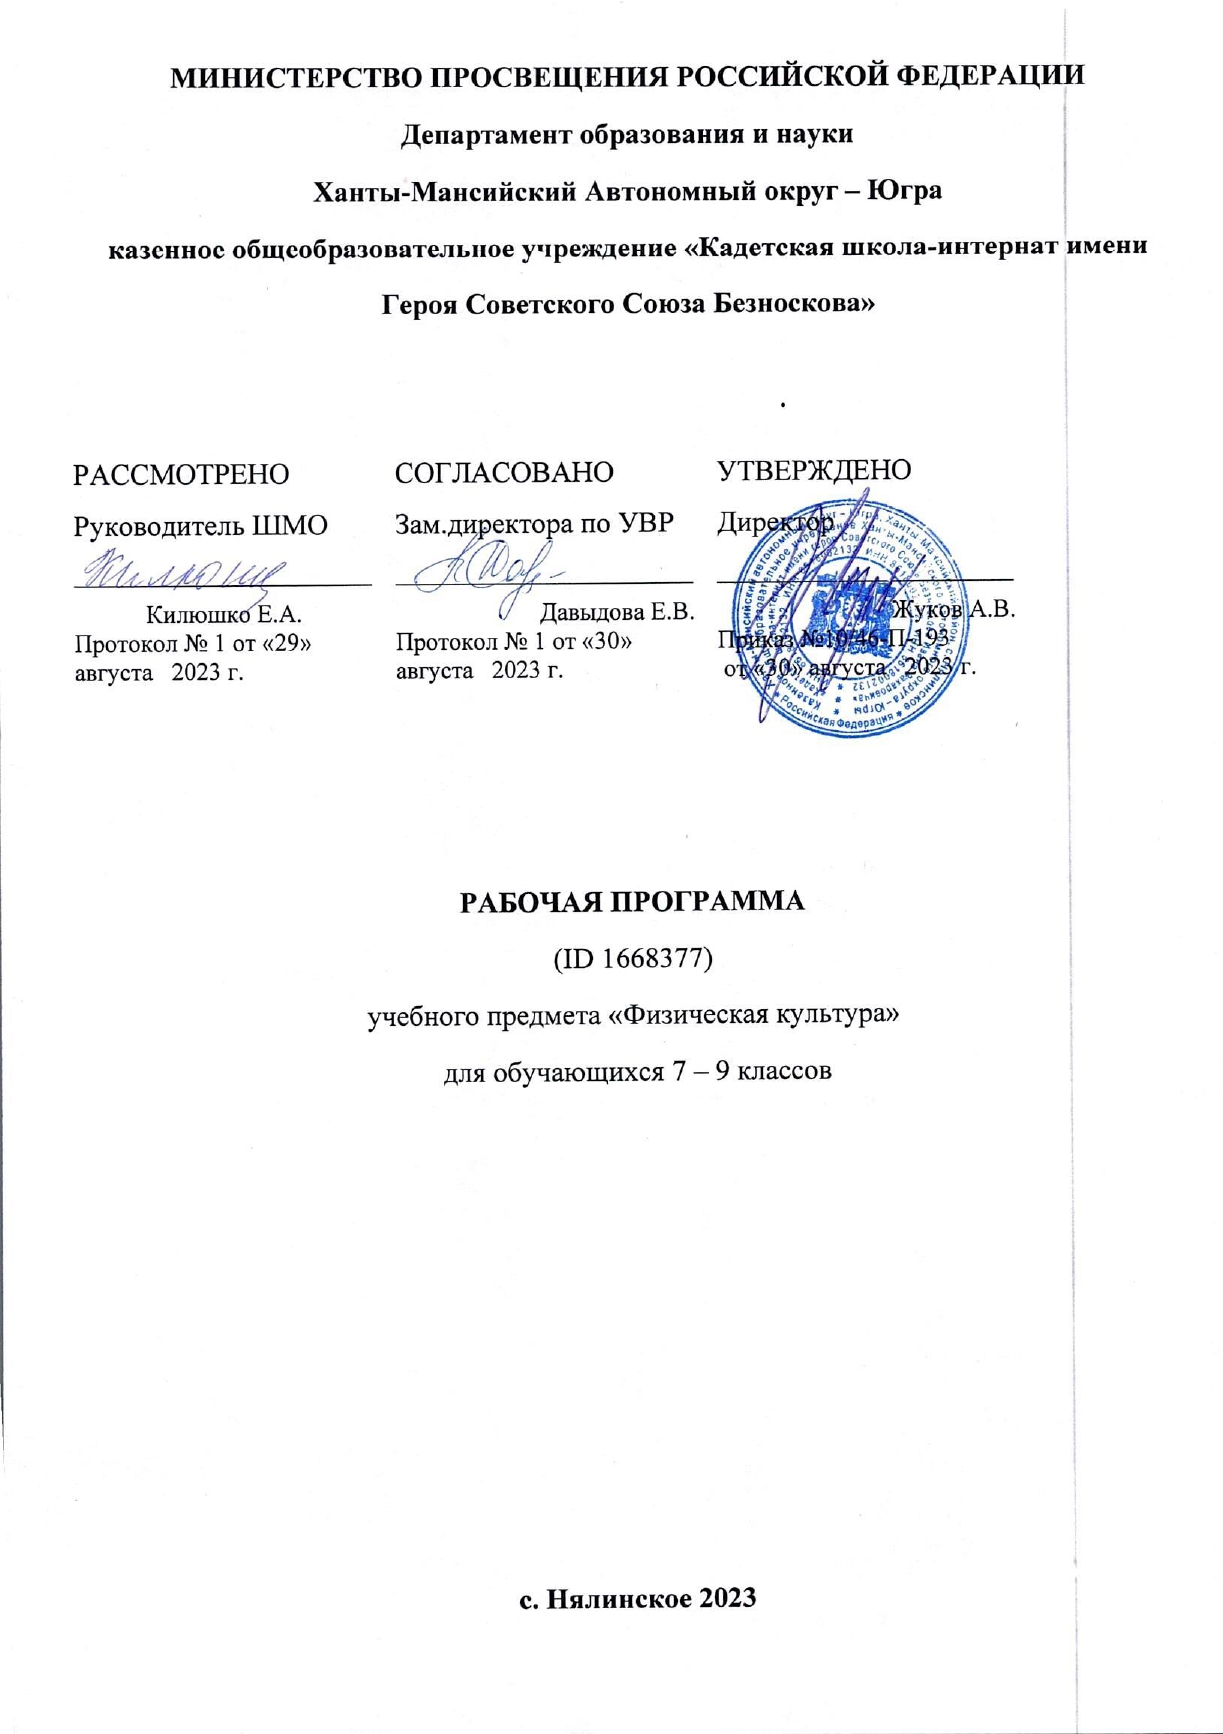 МИНИСТЕРСТВО ПРОСВЕЩЕНИЯ РОССИЙСКОЙ ФЕДЕРАЦИИ
Департамент образования и науки
Ханты-Мансийский Автономный округ – Югра
казенное общеобразовательное учреждение «Кадетская школа-интернат имени
Героя Советского Союза Безноскова»
РАССМОТРЕНО СОГЛАСОВАНО УТВЕРЖДЕНО
Руководитель ШМО Зам.директора по УВР Директор
Килюшко Е.А. Давыдова Е.В. Жуков А.В.
Протокол № 1 от «29» Протокол № 1 от «30» Приказ №10/46-П-193
августа 2023 г. августа 2023 г. от «30» августа 2023 г.
Российская Федерация
РАБОЧАЯ ПРОГРАММА
(ID 1668377)
учебного предмета «Физическая культура»
для обучающихся 7 – 9 классов
с. Нялинское 2023